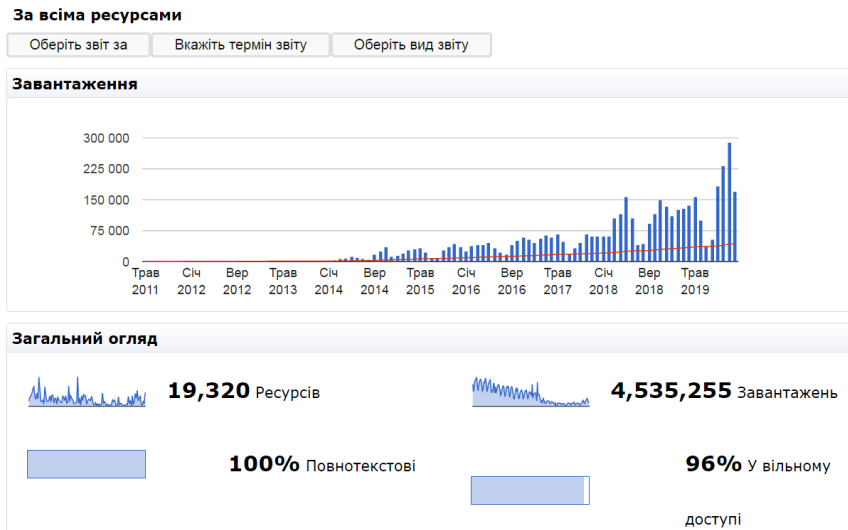 За всіма ресурсами
Оберіть звіт за Вкажіть термін звіту Оберіть вид звіту
Завантаження
300 000
225 000
150 000
75 000
0
Трав Січ Вер Трав Січ Вер Трав Січ Вер Трав Січ Вер Трав
2011 2012 2012 2013 2014 2014 2015 2016 2016 2017 2018 2018 2019
Загальний огляд
19,320 Ресурсів 4,535,255 Завантажень
100% Повнотекстові 96% У вільному
доступі